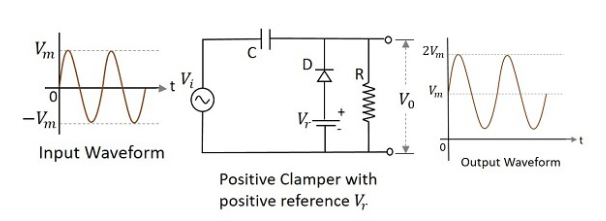 Vm
0
−Vm
t
Input Waveform
Vi
C
D
R
Vr
+
-
V0
Positive Clamper with
positive reference Vr
2Vm
Vm
0
t
Output Waveform